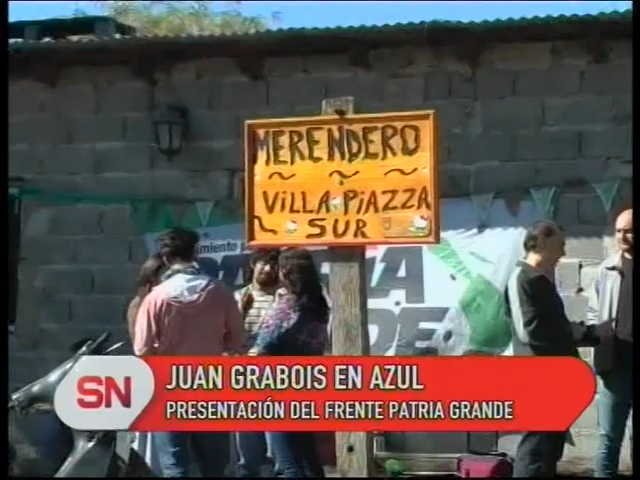 MERENDERO
~ ~ ~
ViLLA PiAZZA
SUR
SN
JUAN GRABOIS EN AZUL
PRESENTACIÓN DEL FRENTE PATRIA GRANDE